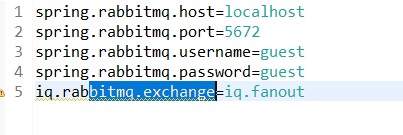 1 spring.rabbitmq.host=localhost
2 spring.rabbitmq.port=5672
3 spring.rabbitmq.username=guest
4 spring.rabbitmq.password=guest
5 iq.rabbitmq.exchange=iq.fanout